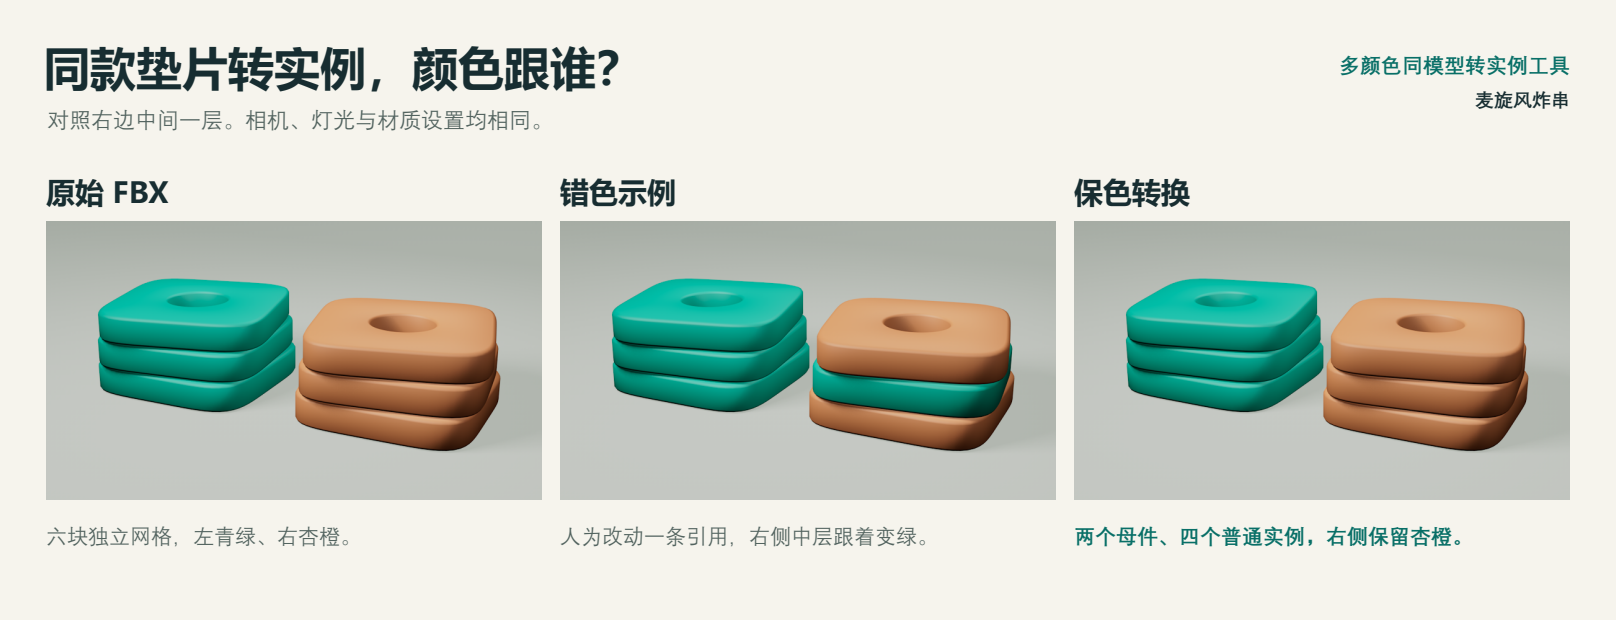 同款垫片转实例，颜色跟谁？
对照右边中间一层。相机、灯光与材质设置均相同。
多颜色同模型转实例工具
麦旋风炸串
原始 FBX
错色示例
保色转换
六块独立网格，左青绿、右杏橙。
人为改动一条引用，右侧中层跟着变绿。
两个母件、四个普通实例，右侧保留杏橙。